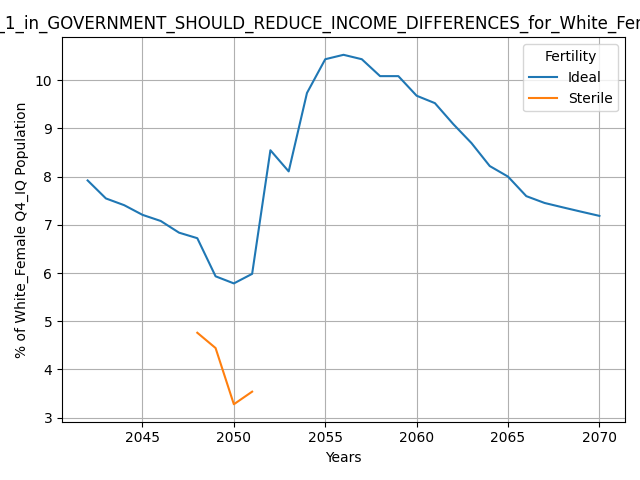 _1_in_GOVERNMENT_SHOULD_REDUCE_INCOME_DIFFERENCES_for_White_Fe
Fertility
Ideal
Sterile
% of White_Female Q4_IQ Population
10
9
8
7
6
5
4
3
2045 2050 2055 2060 2065 2070
Years